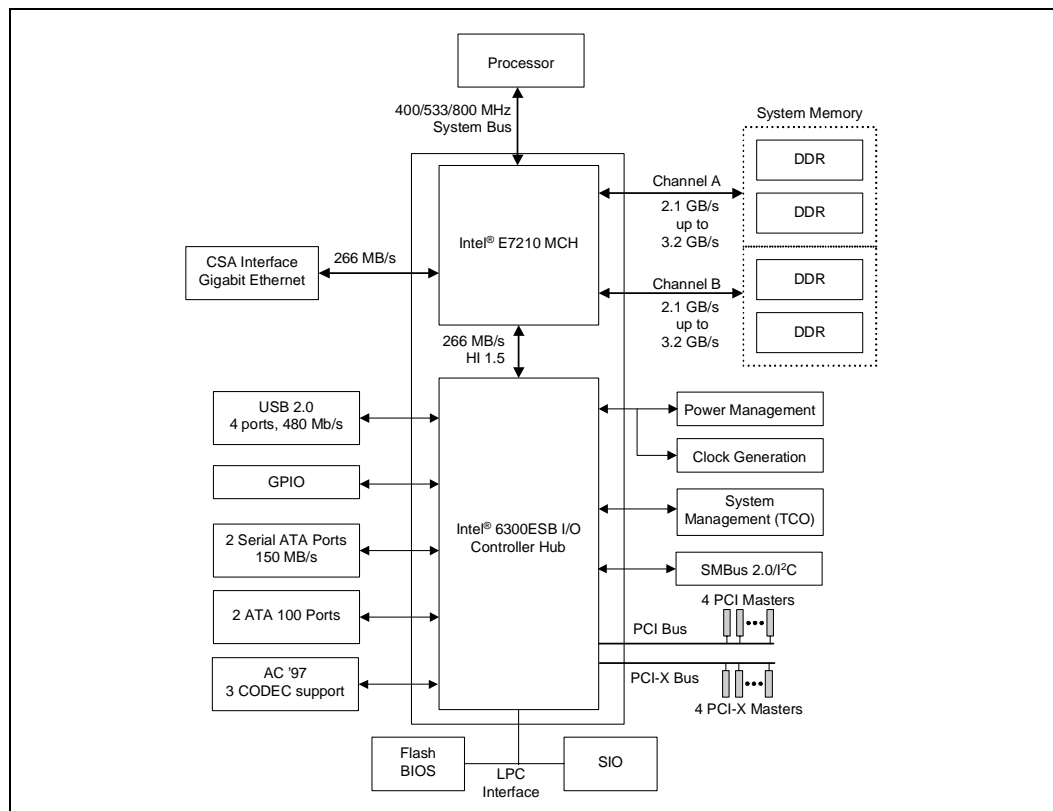 Processor
400/533/800 MHz
System Bus
System Memory
DDR
DDR
Channel A
2.1 GB/s
up to
3.2 GB/s
Intel® E7210 MCH
CSA Interface
Gigabit Ethernet
266 MB/s
DDR
DDR
Channel B
2.1 GB/s
up to
3.2 GB/s
266 MB/s
HI 1.5
USB 2.0
4 ports, 480 Mb/s
Power Management
Clock Generation
GPIO
Intel® 6300ESB I/O
Controller Hub
System
Management (TCO)
2 Serial ATA Ports
150 MB/s
SMBus 2.0/I²C
4 PCI Masters
2 ATA 100 Ports
PCI Bus
PCI-X Bus
4 PCI-X Masters
AC ’97
3 CODEC support
Flash
BIOS
LPC
Interface
SIO